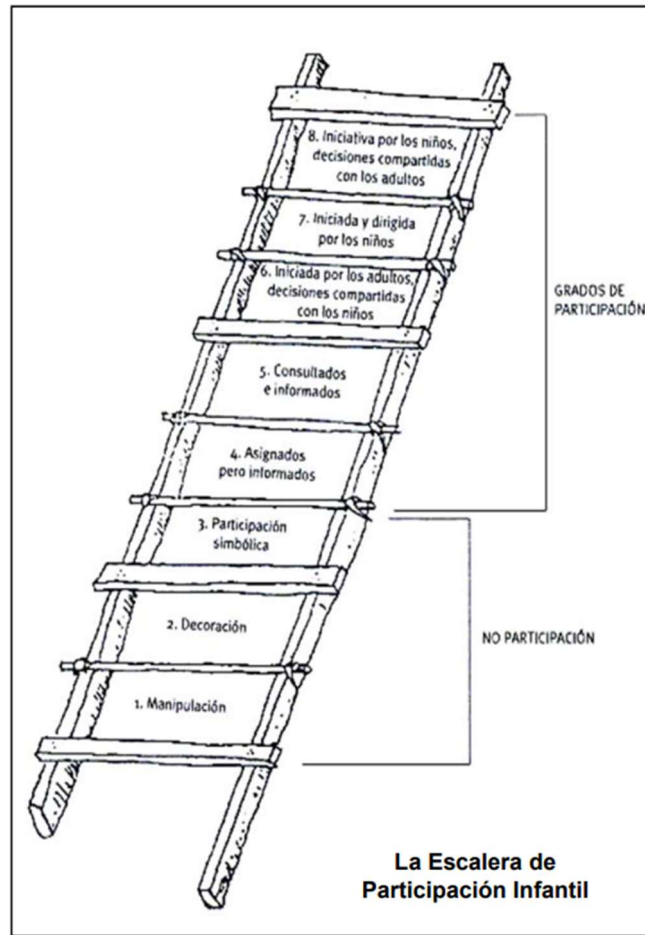 8. Iniciativa por los niños,
decisiones compartidas
con los adultos
7. Iniciada y dirigida
por los niños
6. Iniciada por los adultos,
decisiones compartidas
con los niños
GRADOS DE
PARTICIPACIÓN
5. Consultados
e informados
4. Asignados
pero informados
3. Participación
simbólica
2. Decoración
NO PARTICIPACIÓN
1. Manipulación
La Escalera de
Participación Infantil